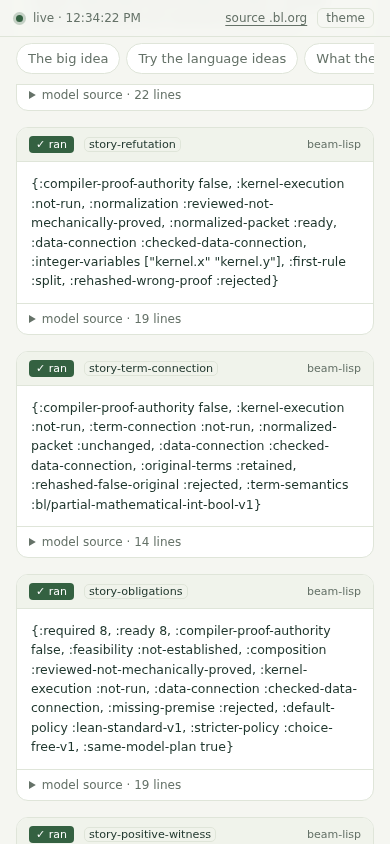 live · 12:34:22 PM source .bl.org theme
The big idea Try the language ideas What the
▶ model source · 22 lines
✓ ran story-refutation beam-lisp
{:compiler-proof-authority false, :kernel-execution
:not-run, :normalization :reviewed-not-
mechanically-proved, :normalized-packet :ready,
:data-connection :checked-data-connection,
:integer-variables ["kernel.x" "kernel.y"], :first-rule
:split, :rehashed-wrong-proof :rejected}
▶ model source · 19 lines
✓ ran story-term-connection beam-lisp
{:compiler-proof-authority false, :kernel-execution
:not-run, :term-connection :not-run, :normalized-
packet :unchanged, :data-connection :checked-
data-connection, :original-terms :retained,
:rehashed-false-original :rejected, :term-semantics
:bl/partial-mathematical-int-bool-v1}
▶ model source · 14 lines
✓ ran story-obligations beam-lisp
{:required 8, :ready 8, :compiler-proof-authority
false, :feasibility :not-established, :composition
:reviewed-not-mechanically-proved, :kernel-
execution :not-run, :data-connection :checked-data-
connection, :missing-premise :rejected, :default-
policy :lean-standard-v1, :stricter-policy :choice-
free-v1, :same-model-plan true}
▶ model source · 19 lines
✓ ran story-positive-witness beam-lisp